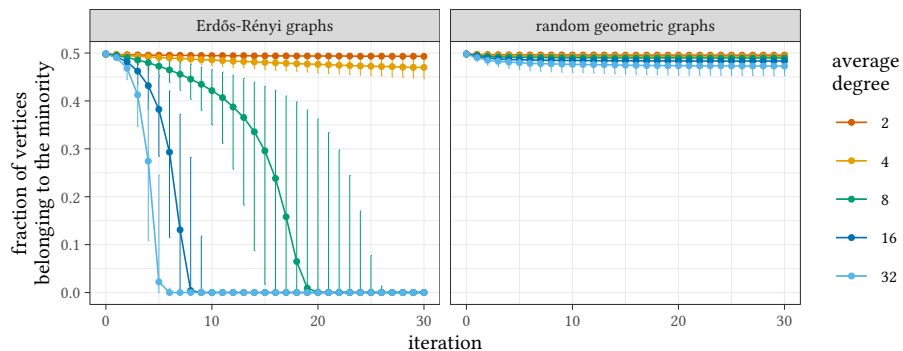 Erdős-Rényi graphs
random geometric graphs
fraction of vertices
belonging to the minority
0.5
0.4
0.3
0.2
0.1
0.0
0
10
20
30
0
10
20
30
iteration
average
degree
2
4
8
16
32